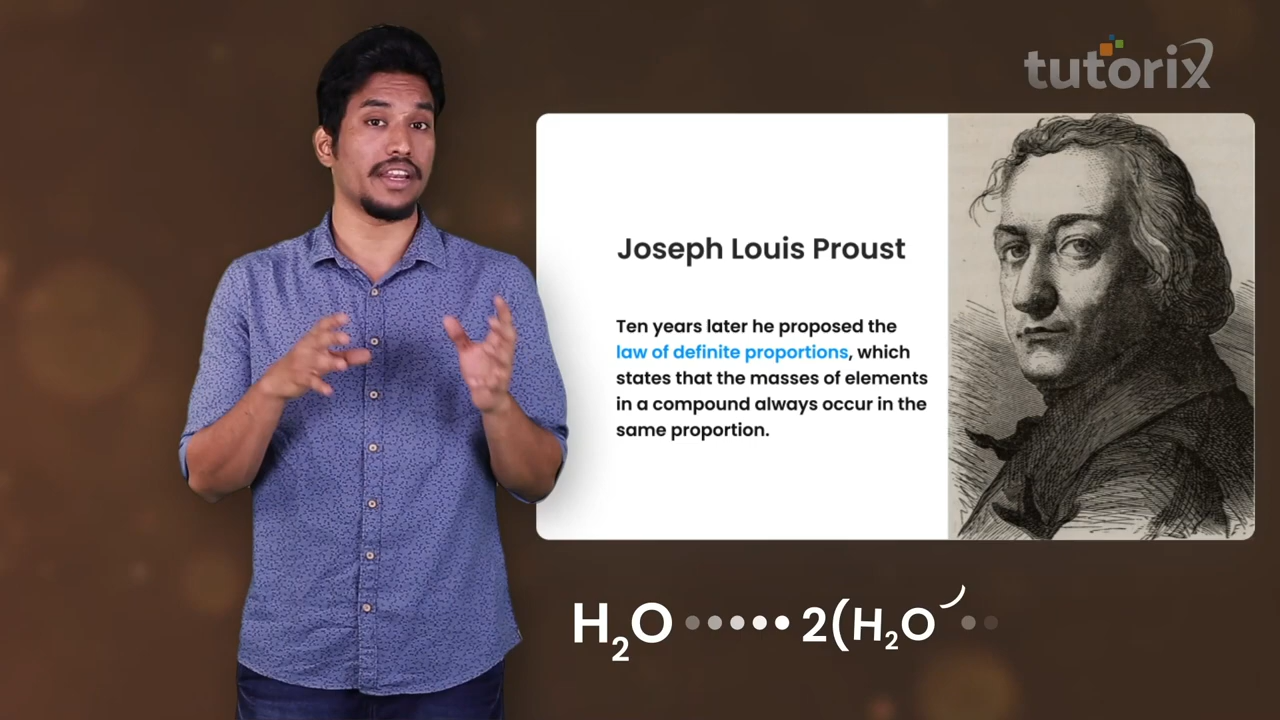 tutorix
Joseph Louis Proust
Ten years later he proposed the
law of definite proportions, which
states that the masses of elements
in a compound always occur in the
same proportion.
H₂O ····· 2(H₂O